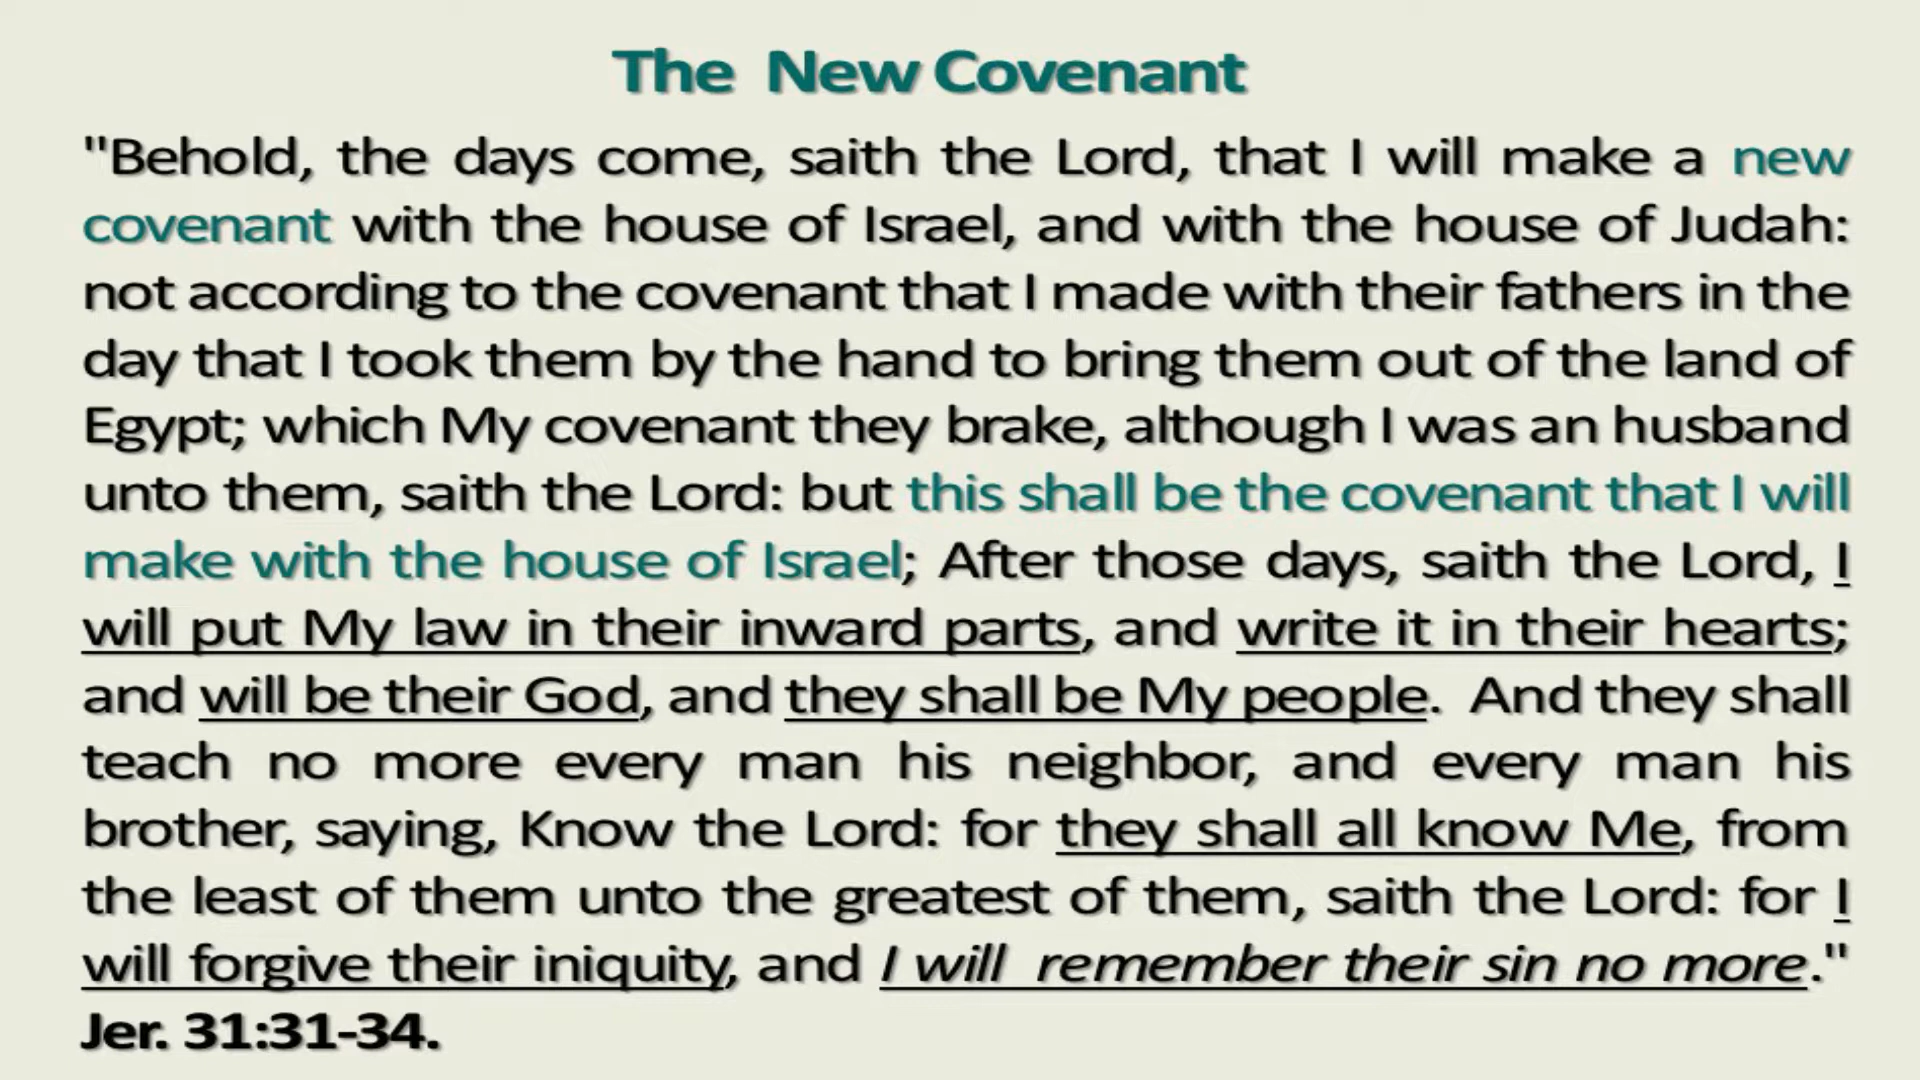 The New Covenant
"Behold, the days come, saith the Lord, that I will make a new
covenant with the house of Israel, and with the house of Judah:
not according to the covenant that I made with their fathers in the
day that I took them by the hand to bring them out of the land of
Egypt; which My covenant they brake, although I was an husband
unto them, saith the Lord: but this shall be the covenant that I will
make with the house of Israel; After those days, saith the Lord, I
will put My law in their inward parts, and write it in their hearts;
and will be their God, and they shall be My people. And they shall
teach no more every man his neighbor, and every man his
brother, saying, Know the Lord: for they shall all know Me, from
the least of them unto the greatest of them, saith the Lord: for I
will forgive their iniquity, and I will remember their sin no more."
Jer. 31:31-34.